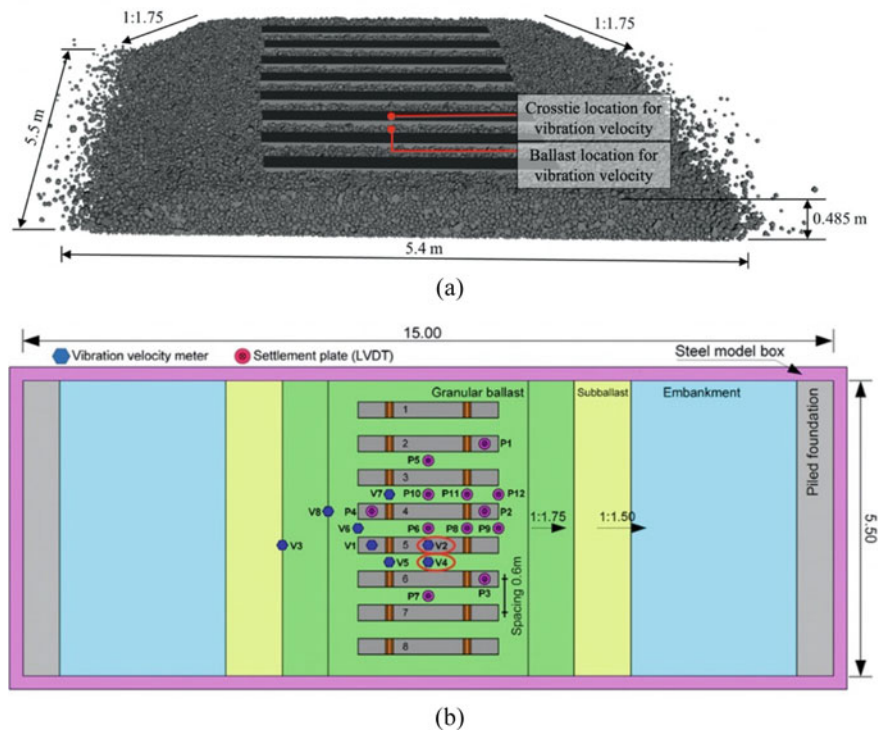 1:1.75
1:1.75
5.5 m
Crosstie location for
vibration velocity
Ballast location for
vibration velocity
0.485 m
5.4 m
(a)
15.00
Vibration velocity meter
Settlement plate (LVDT)
Steel model box
Granular ballast
Subballast
Embankment
Piled foundation
1
2
P1
P5
3
V7
P10
P11
P12
V8
P4
4
P2
1:1.75
1:1.50
V6
P6
P8
P9
V3
V1
5
V2
V5
V4
6
P3
P7
Spacing 0.6m
7
8
5.50
(b)